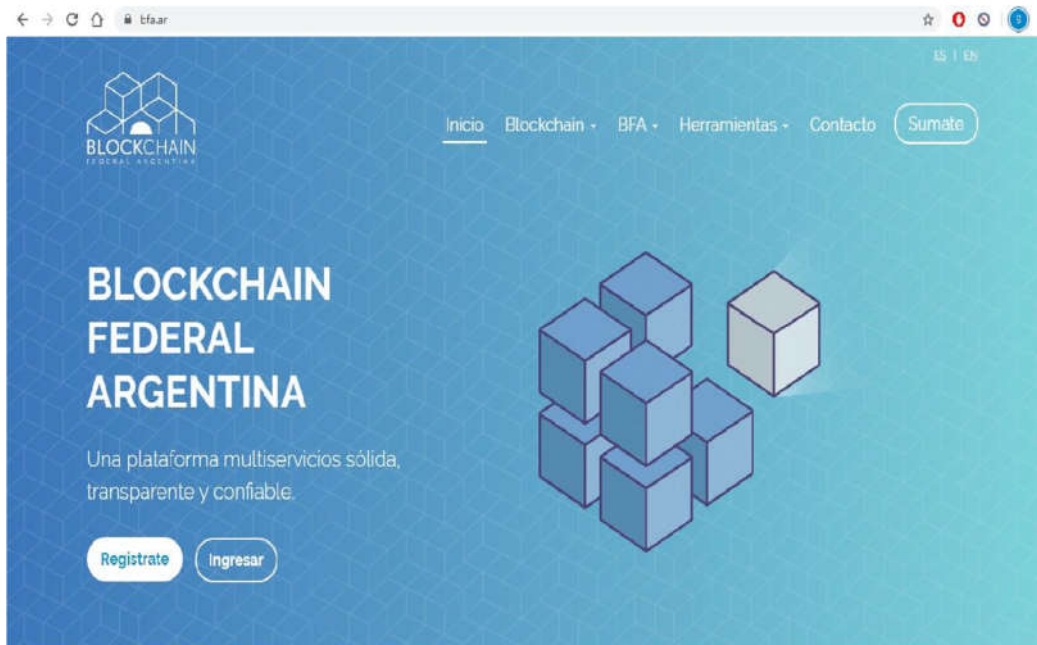 bfa.ar
ES | EN
BLOCKCHAIN
FEDERAL ARGENTINA
Inicio Blockchain BFA Herramientas Contacto Sumate
BLOCKCHAIN
FEDERAL
ARGENTINA
Una plataforma multiservicios sólida,
transparente y confiable.
Registrate Ingresar